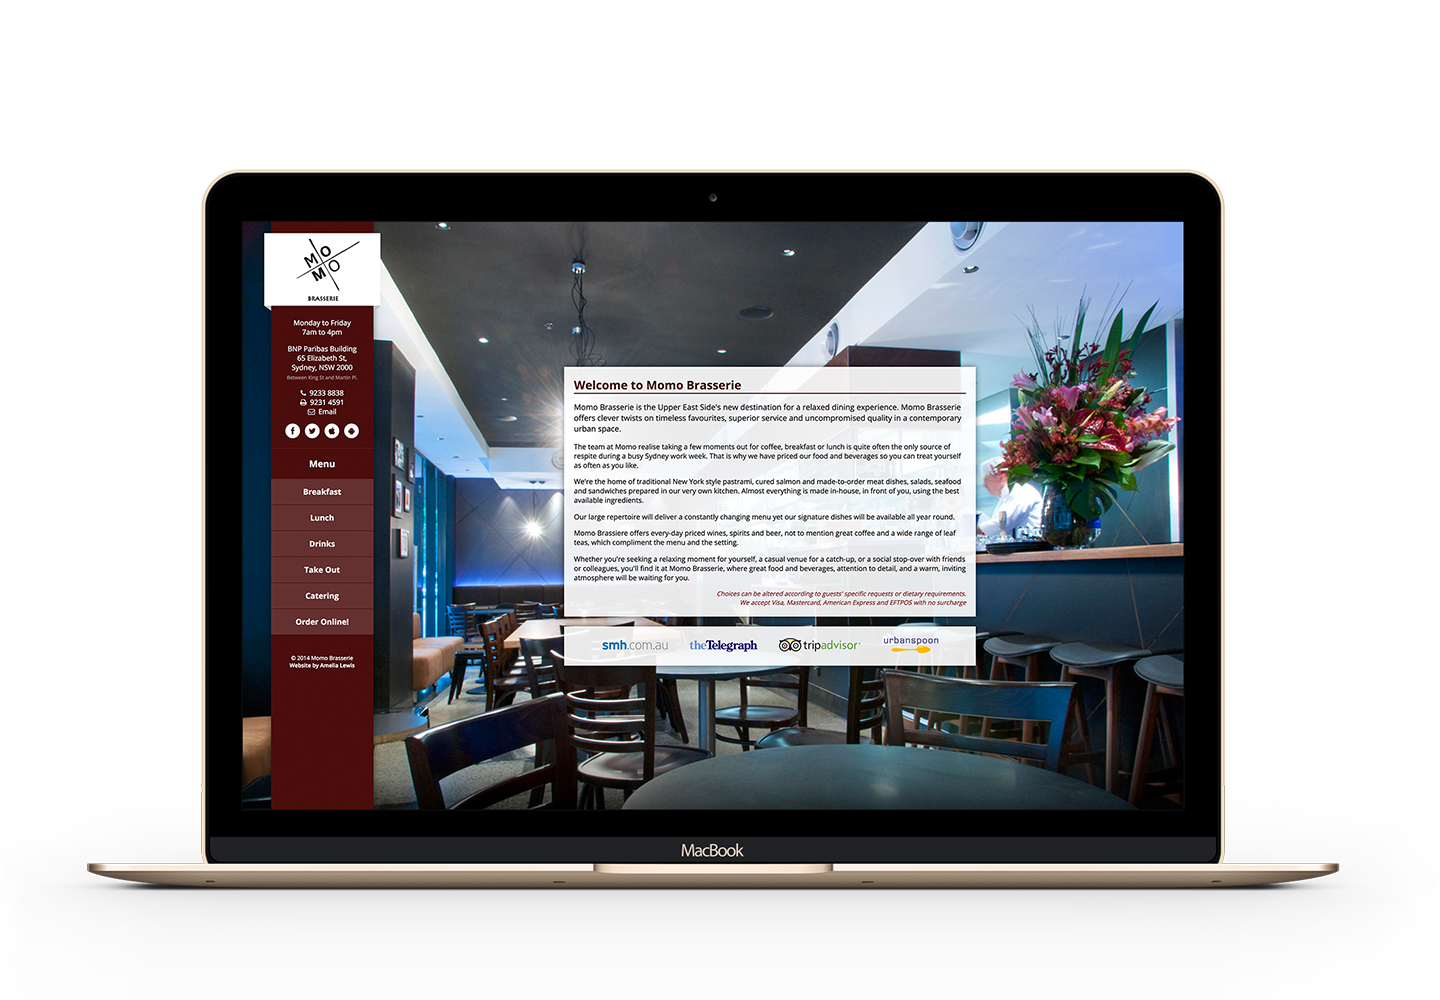 MO
MO
BRASSERIE
Monday to Friday
7am to 4pm
BNP Paribas Building
65 Elizabeth St,
Sydney, NSW 2000
Between King St and Martin Pl.
9233 8838
9231 4591
Email
Menu
Breakfast
Lunch
Drinks
Take Out
Catering
Order Online!
© 2014 Momo Brasserie
Website by Amelia Lewis
Welcome to Momo Brasserie
Momo Brasserie is the Upper East Side's new destination for a relaxed dining experience. Momo Brasserie
offers clever twists on timeless favourites, superior service and uncompromised quality in a contemporary
urban space.
The team at Momo realise taking a few moments out for coffee, breakfast or lunch is quite often the only source of
respite during a busy Sydney work week. That is why we have priced our food and beverages so you can treat yourself
as often as you like.
We're the home of traditional New York style pastrami, cured salmon and made-to-order meat dishes, salads, seafood
and sandwiches prepared in our very own kitchen. Almost everything is made in-house, in front of you, using the best
available ingredients.
Our large repertoire will deliver a constantly changing menu yet our signature dishes will be available all year round.
Momo Brassiere offers every-day priced wines, spirits and beer, not to mention great coffee and a wide range of leaf
teas, which compliment the menu and the setting.
Whether you're seeking a relaxing moment for yourself, a casual venue for a catch-up, or a social stop-over with friends
or colleagues, you'll find it at Momo Brasserie, where great food and beverages, attention to detail, and a warm, inviting
atmosphere will be waiting for you.
Choices can be altered according to guests' specific requests or dietary requirements.
We accept Visa, Mastercard, American Express and EFTPOS with no surcharge
smh.com.au
theTelegraph
tripadvisor
urbanspoon
MacBook